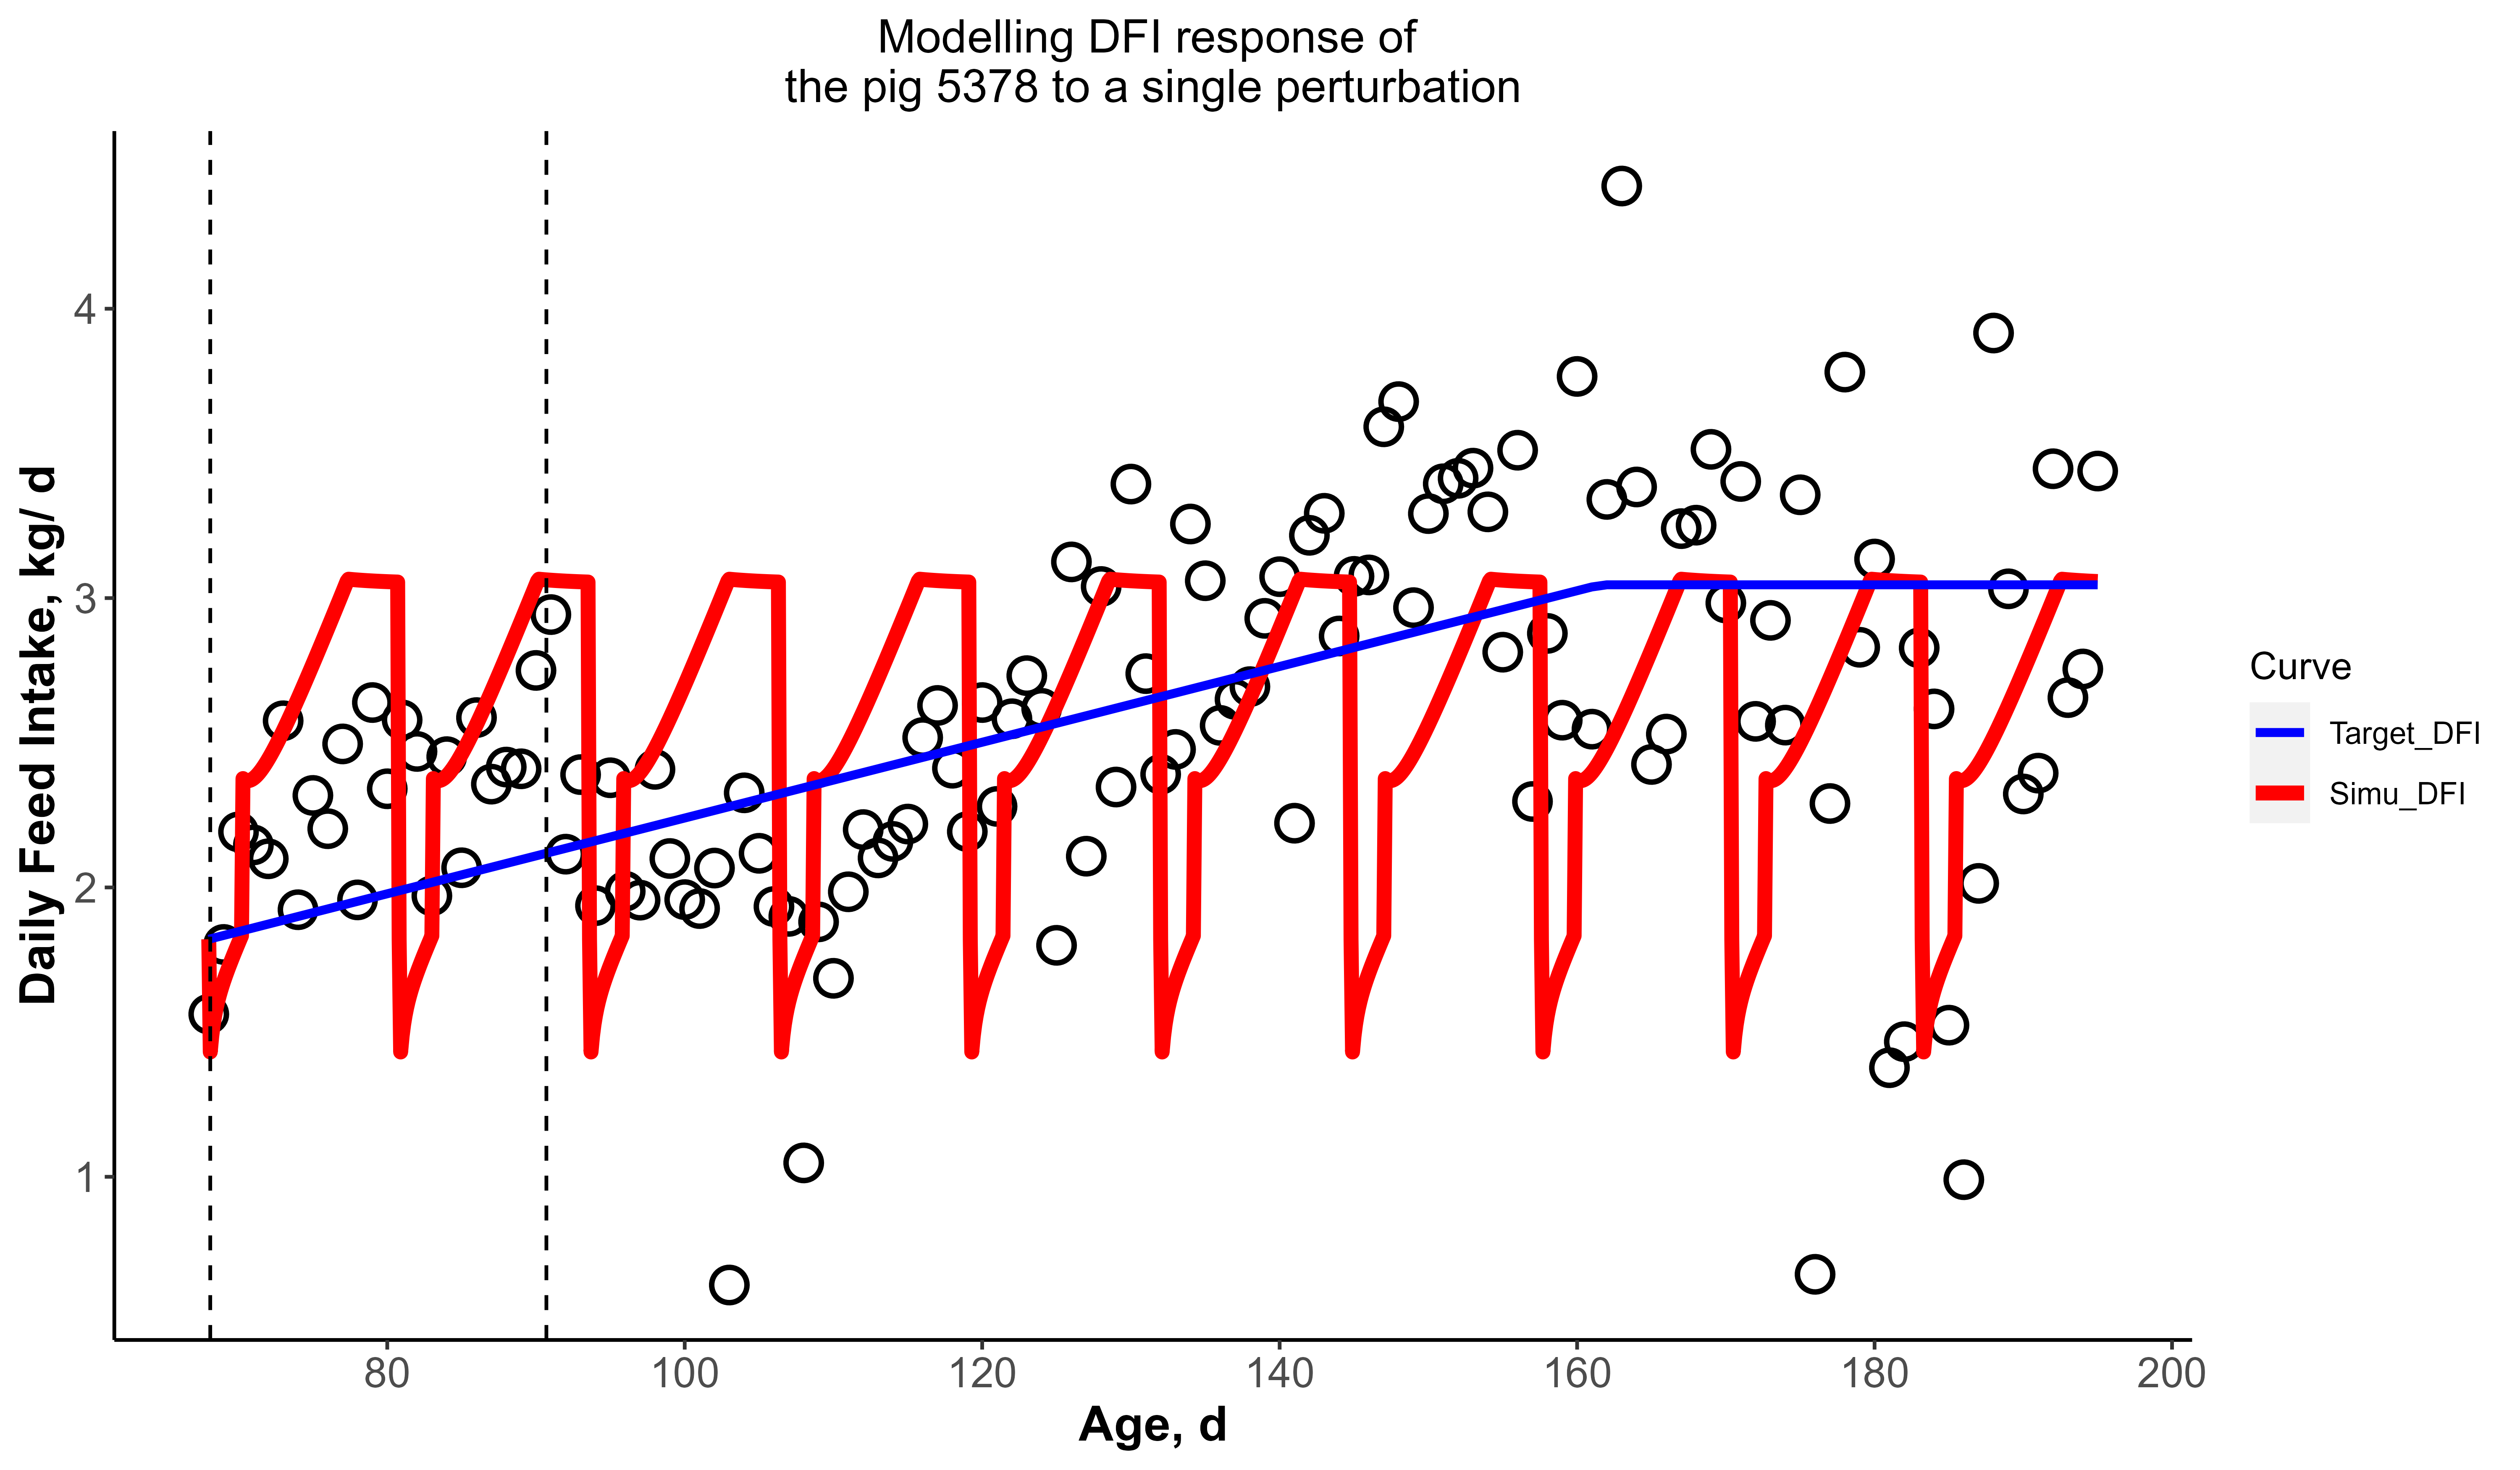 Modelling DFI response of
the pig 5378 to a single perturbation
Daily Feed Intake, kg/ d
4
3
2
1
80 100 120 140 160 180 200
Age, d
Curve
Target_DFI
Simu_DFI